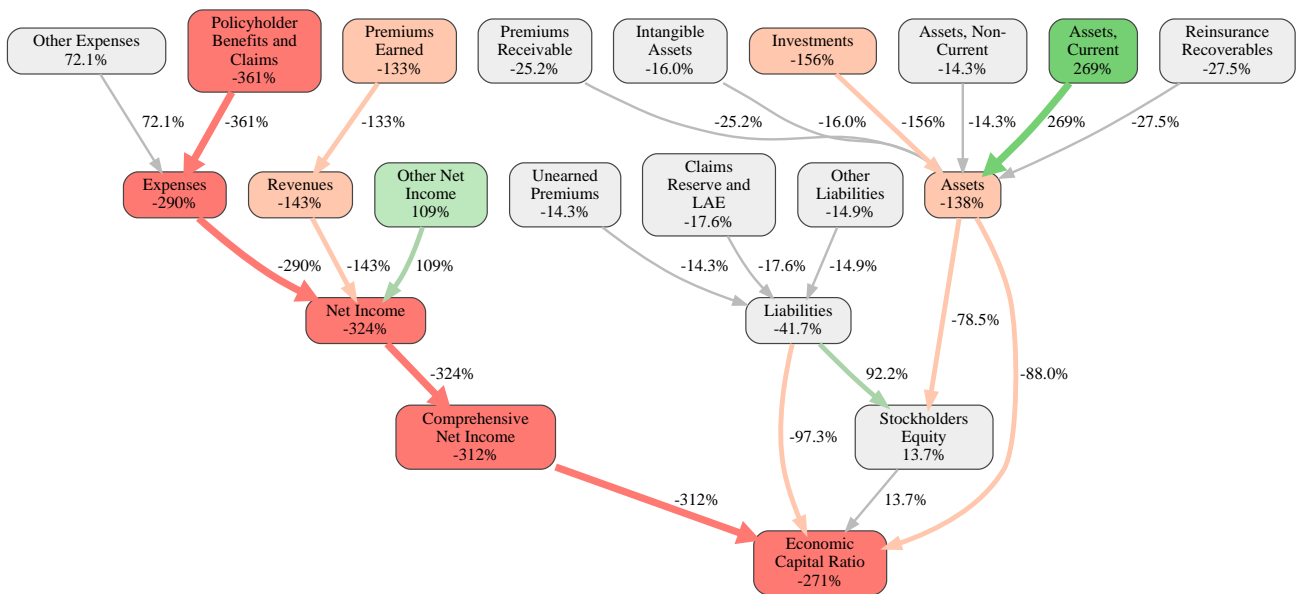 Other Expenses
72.1%
Policyholder
Benefits and
Claims
-361%
Premiums
Earned
-133%
Premiums
Receivable
-25.2%
Intangible
Assets
-16.0%
Investments
-156%
Assets, Non-
Current
-14.3%
Assets,
Current
269%
Reinsurance
Recoverables
-27.5%
72.1%
-361%
-133%
-25.2%
-16.0%
-156%
-14.3%
269%
-27.5%
Expenses
-290%
Revenues
-143%
Other Net
Income
109%
Unearned
Premiums
-14.3%
Claims
Reserve and
LAE
-17.6%
Other
Liabilities
-14.9%
Assets
-138%
-290%
-143%
109%
-14.3%
-17.6%
-14.9%
Net Income
-324%
Liabilities
-41.7%
-78.5%
-88.0%
-324%
92.2%
Comprehensive
Net Income
-312%
-97.3%
Stockholders
Equity
13.7%
-312%
13.7%
Economic
Capital Ratio
-271%